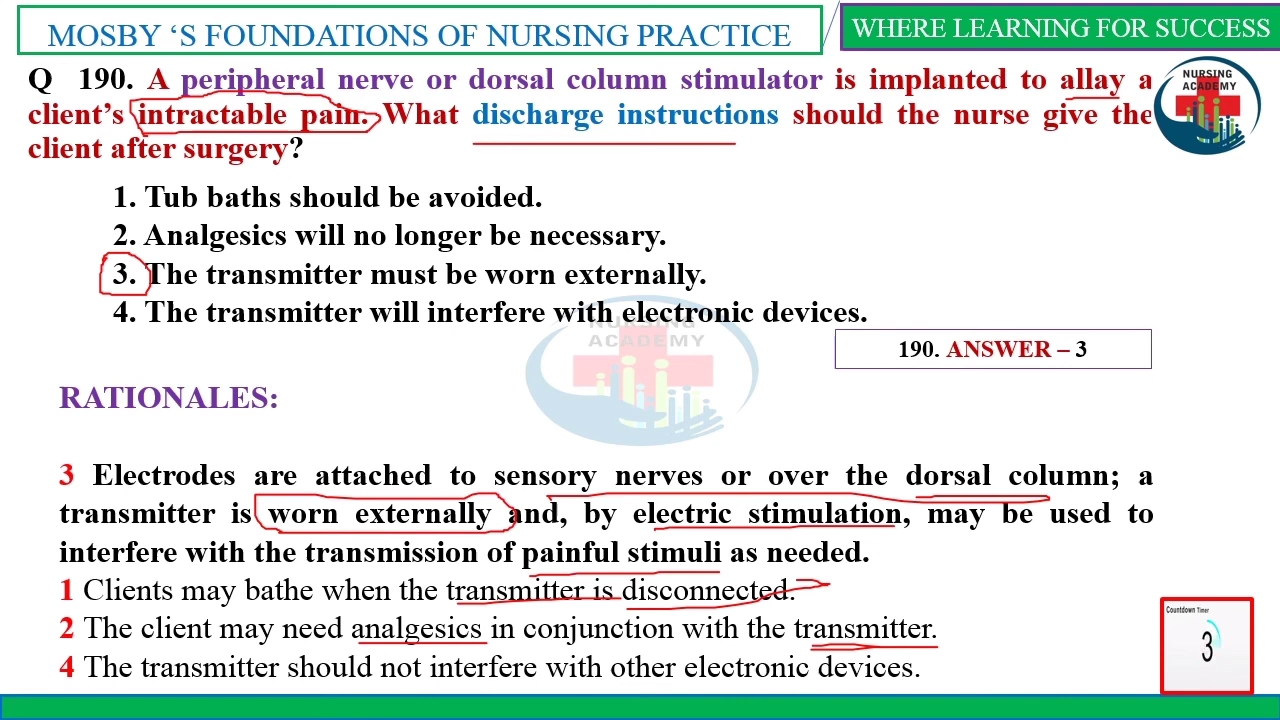 MOSBY ‘S FOUNDATIONS OF NURSING PRACTICE
WHERE LEARNING FOR SUCCESS
Q 190. A peripheral nerve or dorsal column stimulator is implanted to allay a
client’s intractable pain. What discharge instructions should the nurse give the
client after surgery?
NURSING
ACADEMY
1. Tub baths should be avoided.
2. Analgesics will no longer be necessary.
3. The transmitter must be worn externally.
4. The transmitter will interfere with electronic devices.
NURSING
ACADEMY
190. ANSWER – 3
RATIONALES:
3 Electrodes are attached to sensory nerves or over the dorsal column; a
transmitter is worn externally and, by electric stimulation, may be used to
interfere with the transmission of painful stimuli as needed.
1 Clients may bathe when the transmitter is disconnected.
2 The client may need analgesics in conjunction with the transmitter.
4 The transmitter should not interfere with other electronic devices.
Countdown Timer
3